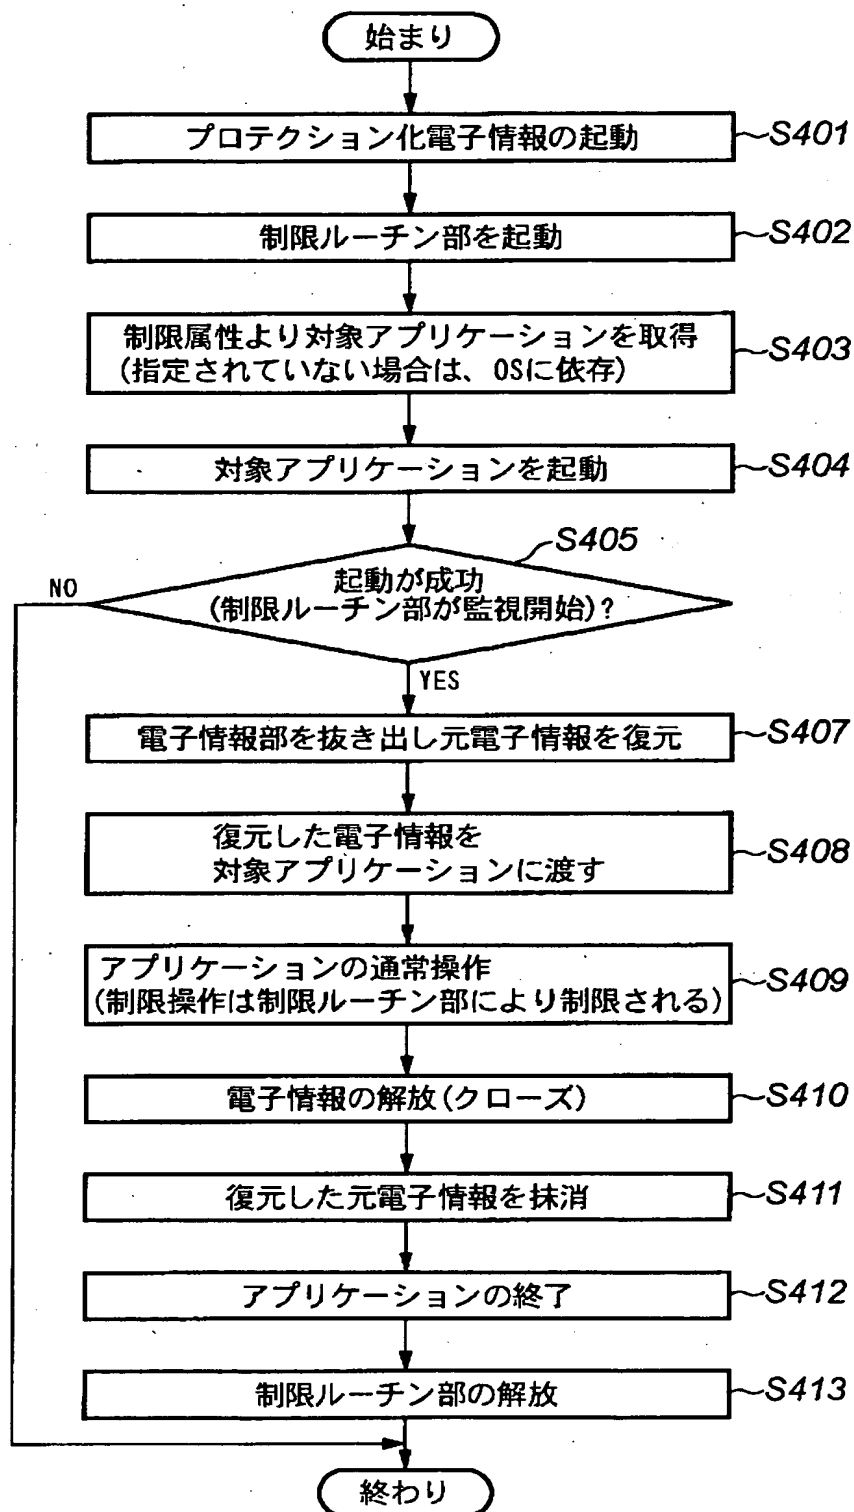 始まり
プロテクション化電子情報の起動
S401
制限ルーチン部を起動
S402
制限属性より対象アプリケーションを取得
(指定されていない場合は、OSに依存)
S403
対象アプリケーションを起動
S404
S405
起動が成功
(制限ルーチン部が監視開始)?
NO
YES
電子情報部を抜き出し元電子情報を復元
S407
復元した電子情報を
対象アプリケーションに渡す
S408
アプリケーションの通常操作
(制限操作は制限ルーチン部により制限される)
S409
電子情報の解放(クローズ)
S410
復元した元電子情報を抹消
S411
アプリケーションの終了
S412
制限ルーチン部の解放
S413
終わり